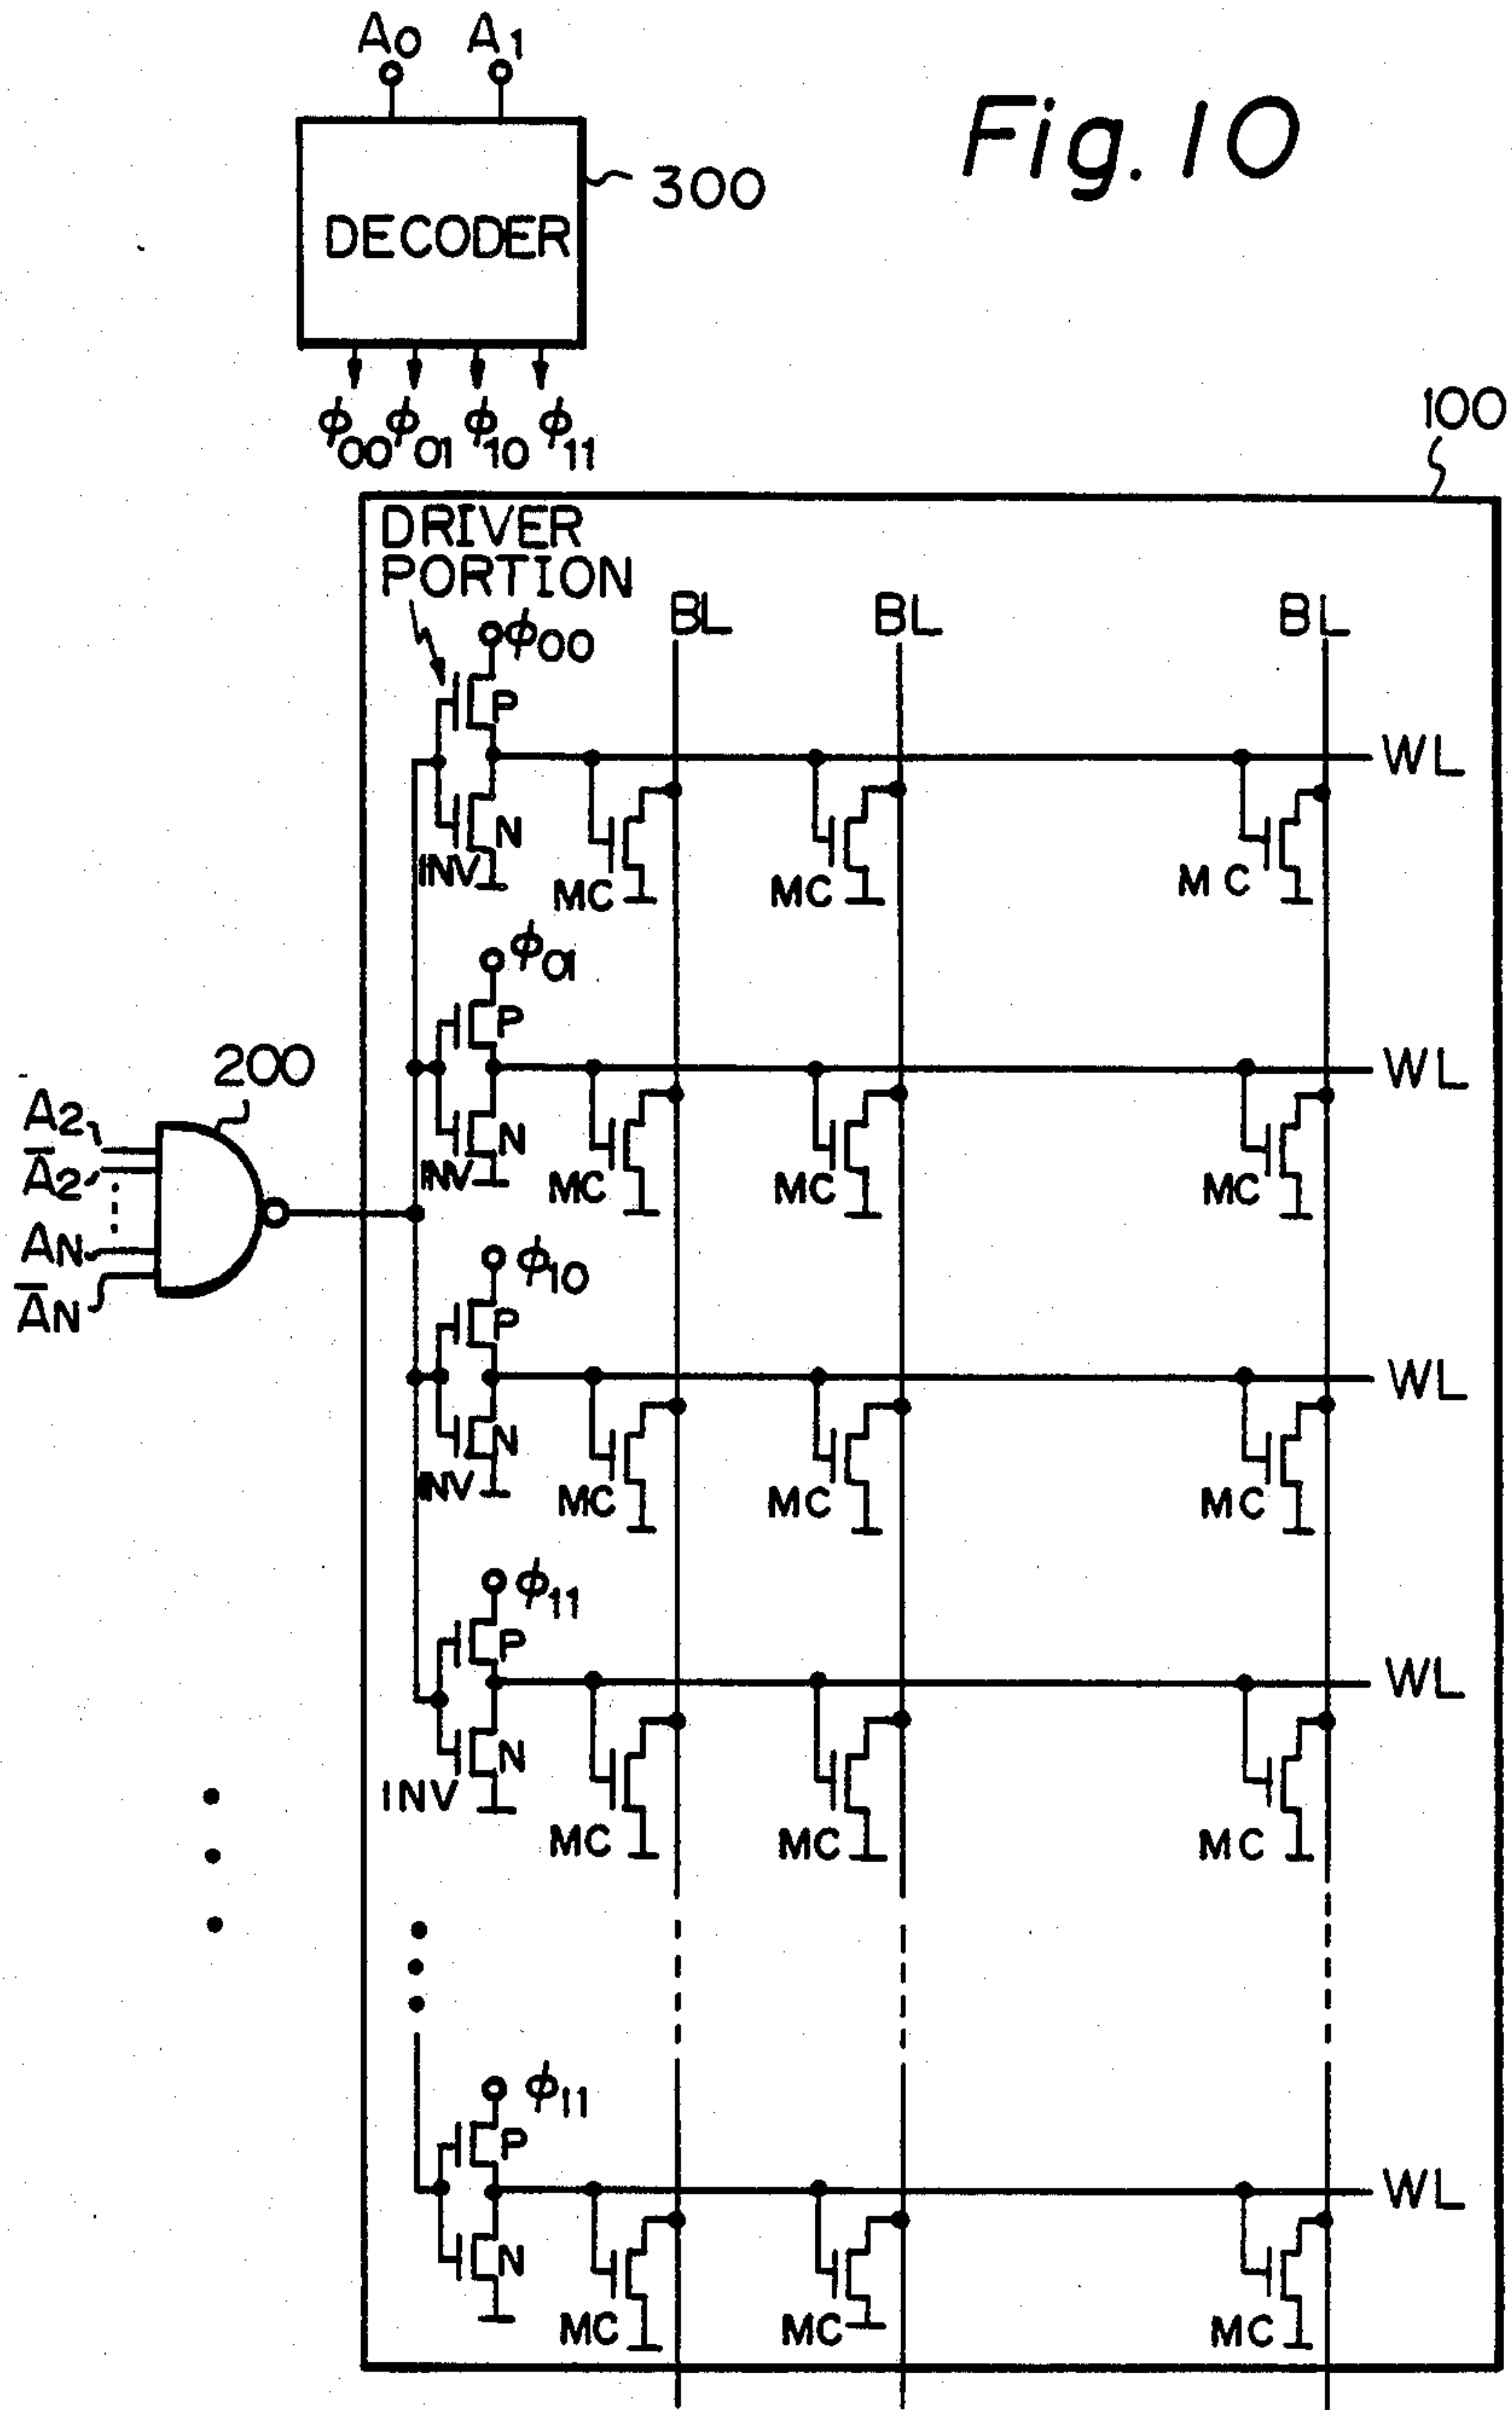 A0 A1
Fig. 10
300
DECODER
ϕ00 ϕ01 ϕ10 ϕ11
100
DRIVER
PORTION
BL BL BL
ϕ00
P
WL
N
INV
MC MC MC
ϕ01
P
WL
N
INV
MC MC MC
200
A2
A̅2
AN
A̅N
ϕ10
P
WL
N
INV
MC MC MC
ϕ11
P
WL
N
INV
MC MC MC
ϕ11
P
WL
N
MC MC MC